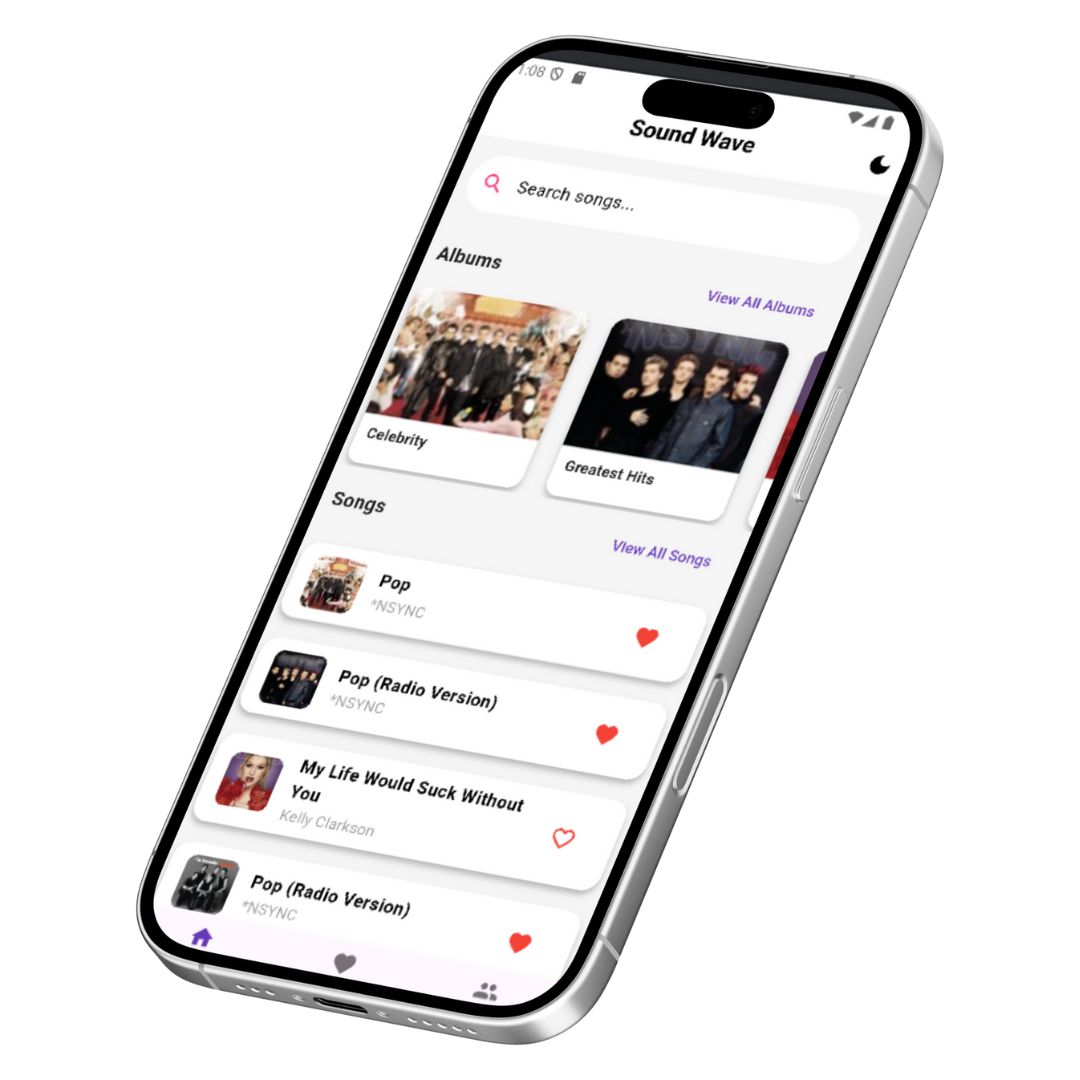 1:08
Sound Wave
Search songs...
Albums
View All Albums
*NSYNC
Celebrity
Greatest Hits
Songs
View All Songs
Pop
*NSYNC
Pop (Radio Version)
*NSYNC
My Life Would Suck Without
You
Kelly Clarkson
Pop (Radio Version)
*NSYNC